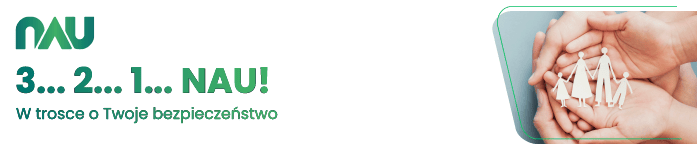 NAU
3... 2... 1... NAU!
W trosce o Twoje bezpieczeństwo